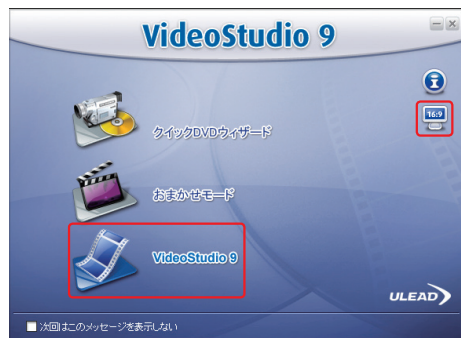 VideoStudio 9
16:9
クイックDVDウィザード
おまかせモード
VideoStudio 9
ULEAD
次回はこのメッセージを表示しない